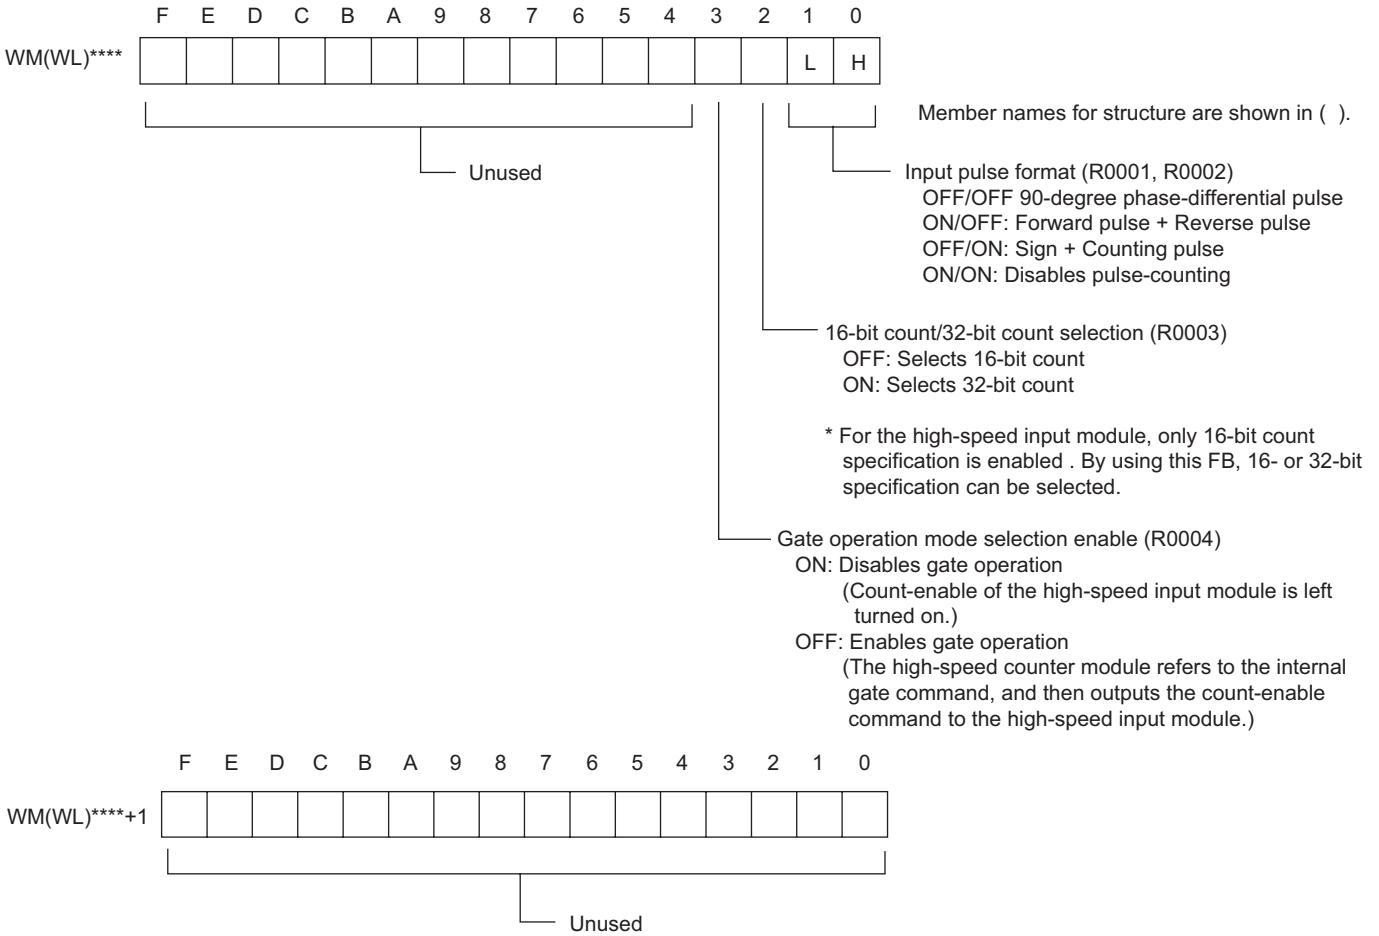 F E D C B A 9 8 7 6 5 4 3 2 1 0
WM(WL)**** L H
Member names for structure are shown in ( ).
Unused
Input pulse format (R0001, R0002)
OFF/OFF 90-degree phase-differential pulse
ON/OFF: Forward pulse + Reverse pulse
OFF/ON: Sign + Counting pulse
ON/ON: Disables pulse-counting
16-bit count/32-bit count selection (R0003)
OFF: Selects 16-bit count
ON: Selects 32-bit count
* For the high-speed input module, only 16-bit count
specification is enabled . By using this FB, 16- or 32-bit
specification can be selected.
Gate operation mode selection enable (R0004)
ON: Disables gate operation
(Count-enable of the high-speed input module is left
turned on.)
OFF: Enables gate operation
(The high-speed counter module refers to the internal
gate command, and then outputs the count-enable
command to the high-speed input module.)
F E D C B A 9 8 7 6 5 4 3 2 1 0
WM(WL)****+1
Unused